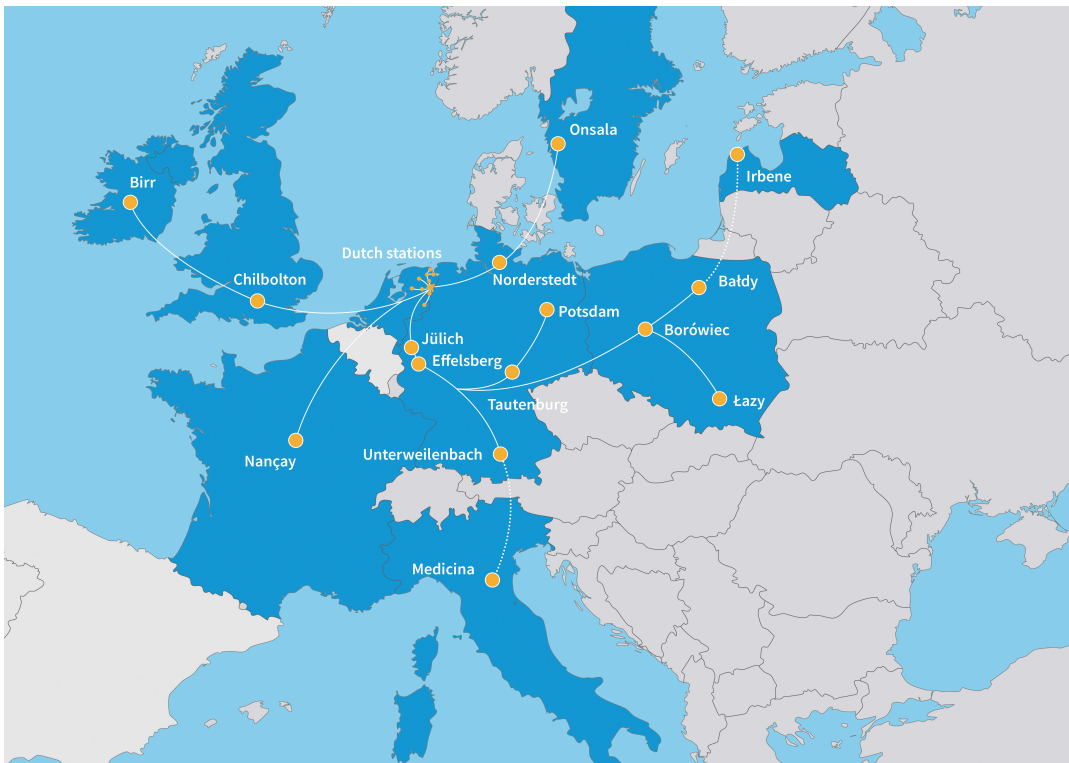 Onsala
Irbene
Birr
Dutch stations
Chilbolton
Norderstedt
Bałdy
Potsdam
Borówiec
Jülich
Effelsberg
Tautenburg
Łazy
Nançay
Unterweilenbach
Medicina